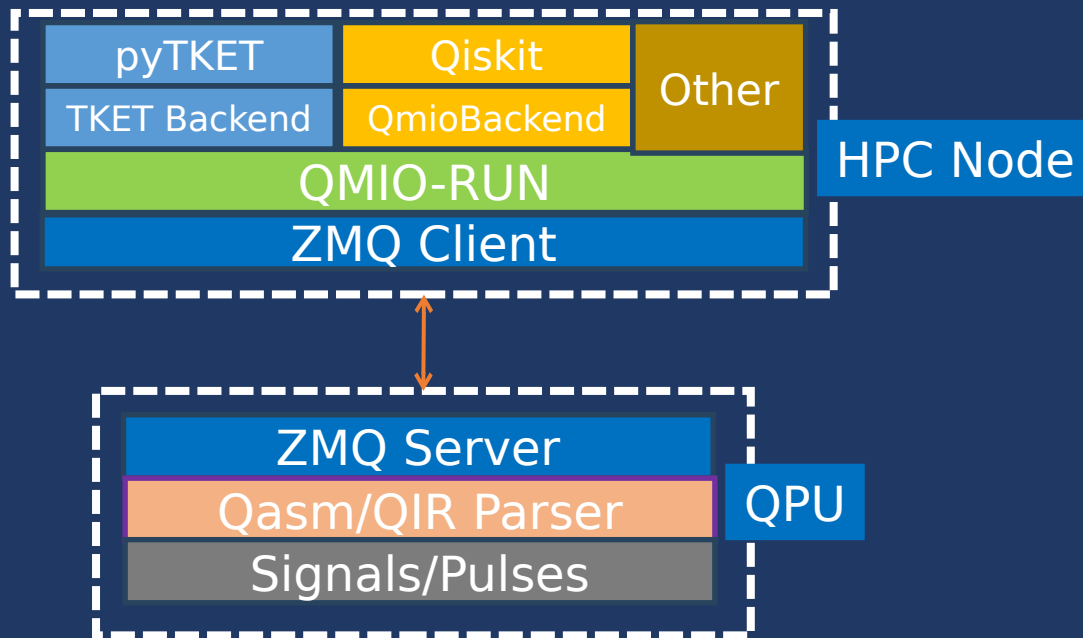 pyTKET
Qiskit
Other
TKET Backend
QmioBackend
HPC Node
QMIO-RUN
ZMQ Client
ZMQ Server
QPU
Qasm/QIR Parser
Signals/Pulses